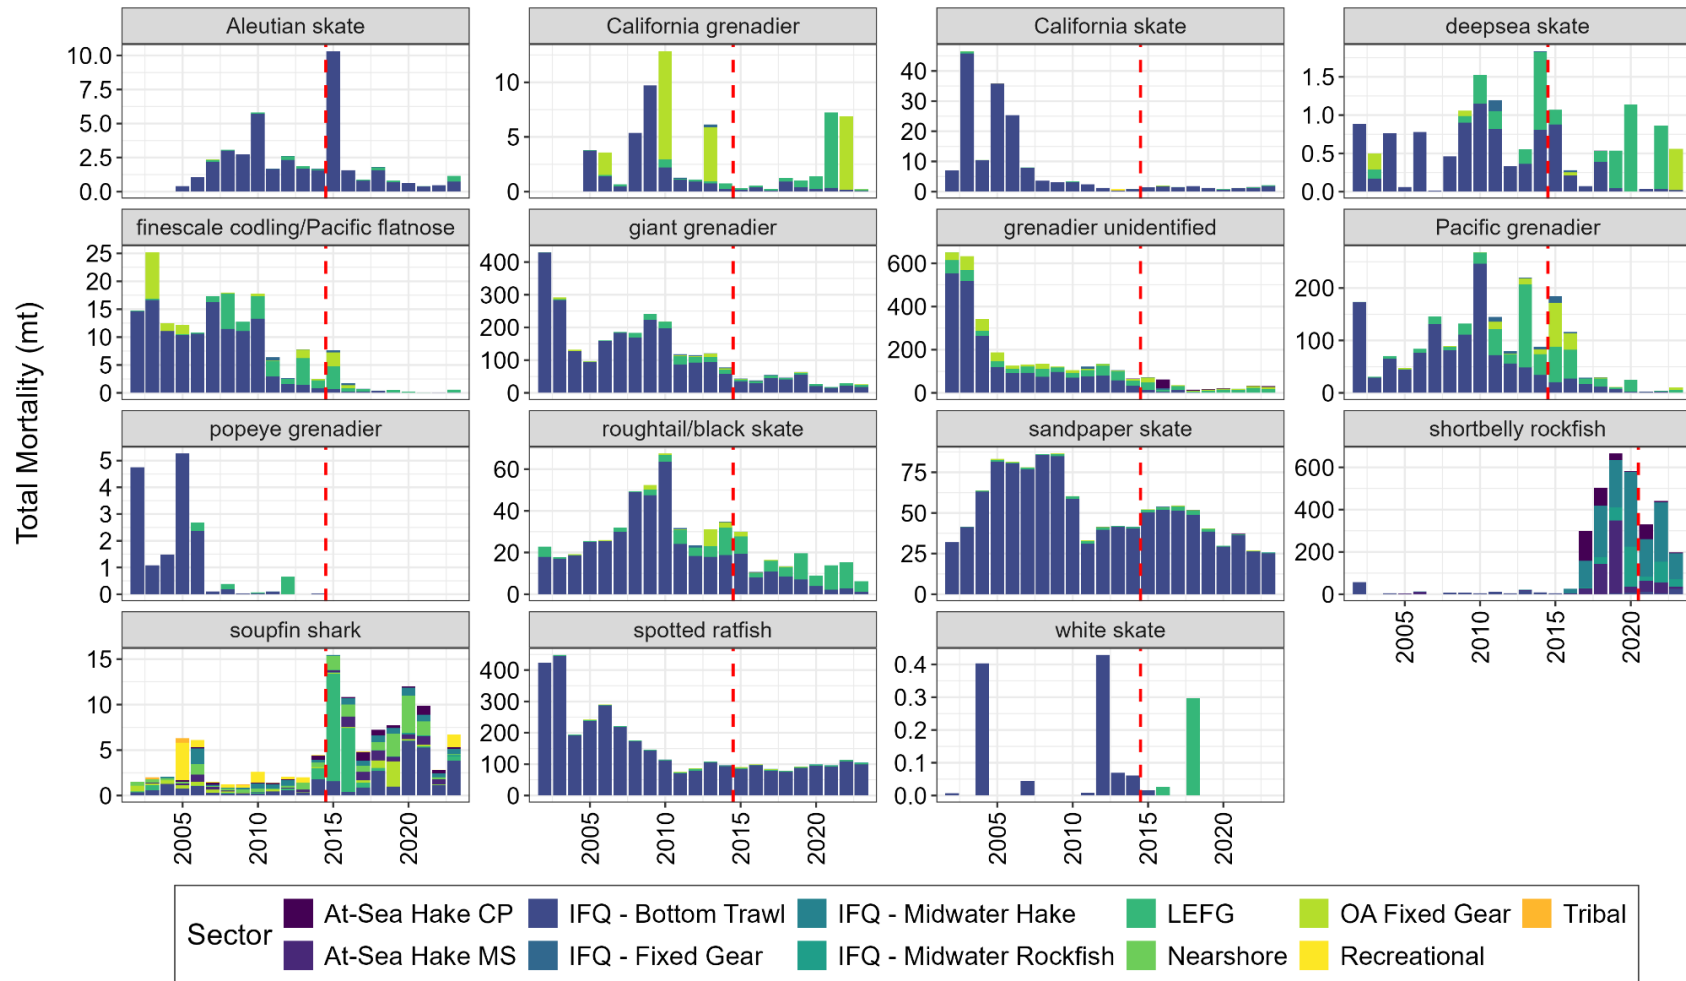 Total Mortality (mt)
Aleutian skate
California grenadier
California skate
deepsea skate
10.0
7.5
5.0
2.5
0.0
10
5
0
40
30
20
10
0
1.5
1.0
0.5
0.0
finescale codling/Pacific flatnose
giant grenadier
grenadier unidentified
Pacific grenadier
25
20
15
10
5
0
400
300
200
100
0
600
400
200
0
200
100
0
popeye grenadier
roughtail/black skate
sandpaper skate
shortbelly rockfish
5
4
3
2
1
0
60
40
20
0
75
50
25
0
600
400
200
0
2005
2010
2015
2020
soupfin shark
spotted ratfish
white skate
15
10
5
0
400
300
200
100
0
0.4
0.3
0.2
0.1
0.0
2005
2010
2015
2020
2005
2010
2015
2020
2005
2010
2015
2020
Sector
At-Sea Hake CP
IFQ - Bottom Trawl
IFQ - Midwater Hake
LEFG
OA Fixed Gear
Tribal
At-Sea Hake MS
IFQ - Fixed Gear
IFQ - Midwater Rockfish
Nearshore
Recreational